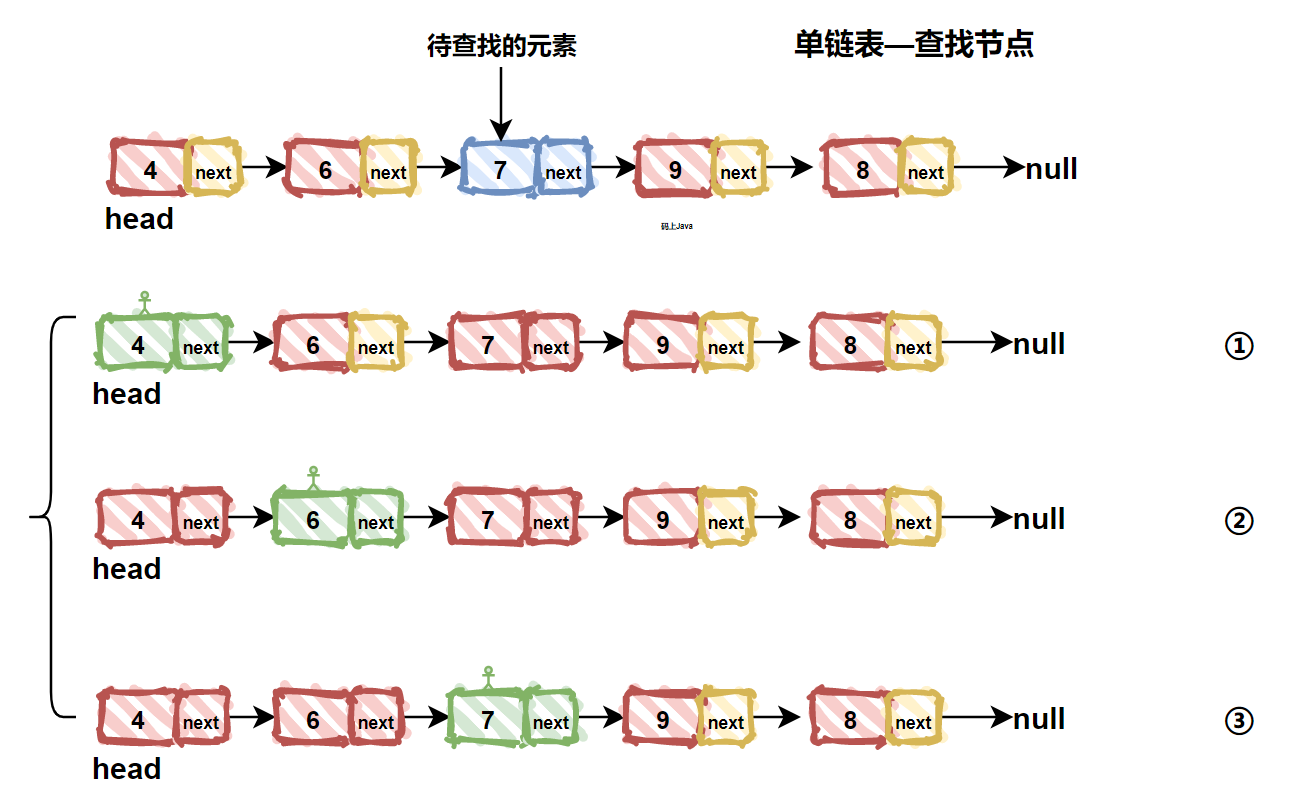 待查找的元素
单链表—查找节点
4 next 6 next 7 next 9 next 8 next null
head
码上Java
4 next 6 next 7 next 9 next 8 next null ①
head
4 next 6 next 7 next 9 next 8 next null ②
head
4 next 6 next 7 next 9 next 8 next null ③
head